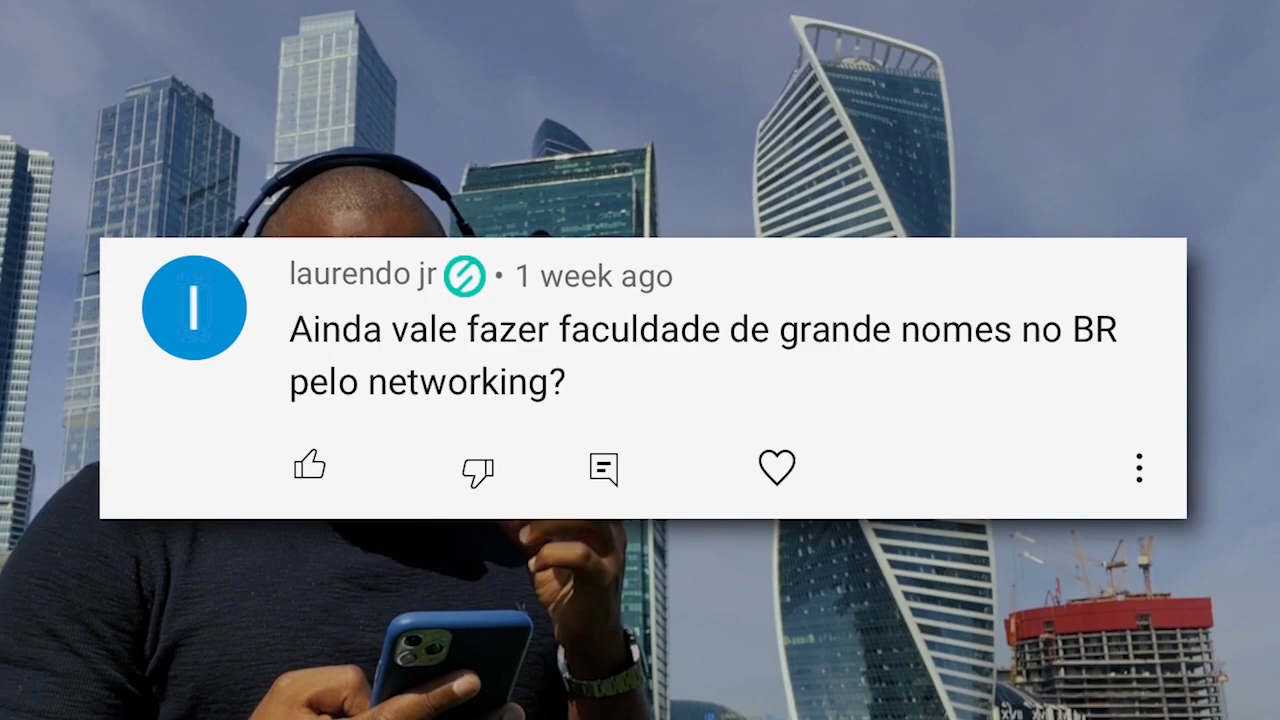 laurendo jr • 1 week ago
Ainda vale fazer faculdade de grande nomes no BR
pelo networking?